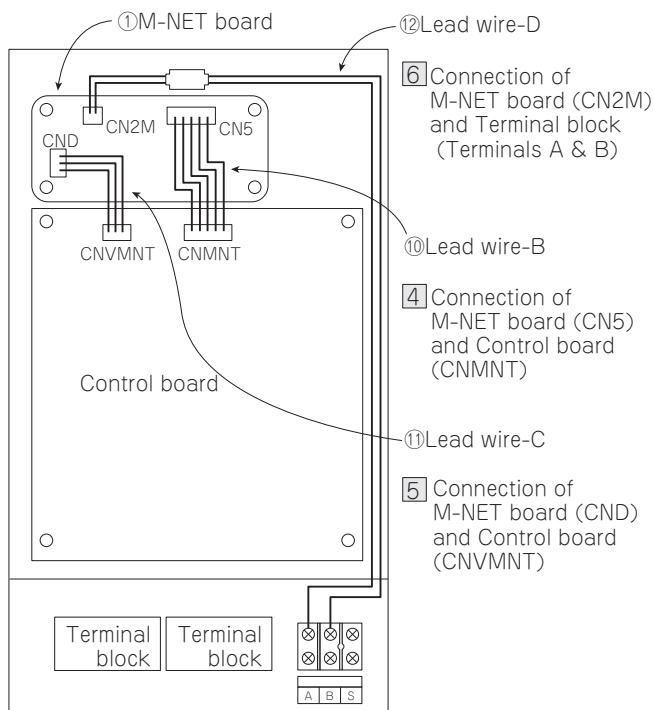 ①M-NET board
⑫Lead wire-D
6 Connection of
M-NET board (CN2M)
and Terminal block
(Terminals A & B)
CN2M
CN5
CND
CNVMNT
CNMNT
⑩Lead wire-B
4 Connection of
M-NET board (CN5)
and Control board
(CNMNT)
Control board
⑪Lead wire-C
5 Connection of
M-NET board (CND)
and Control board
(CNVMNT)
Terminal
block
Terminal
block
A B S